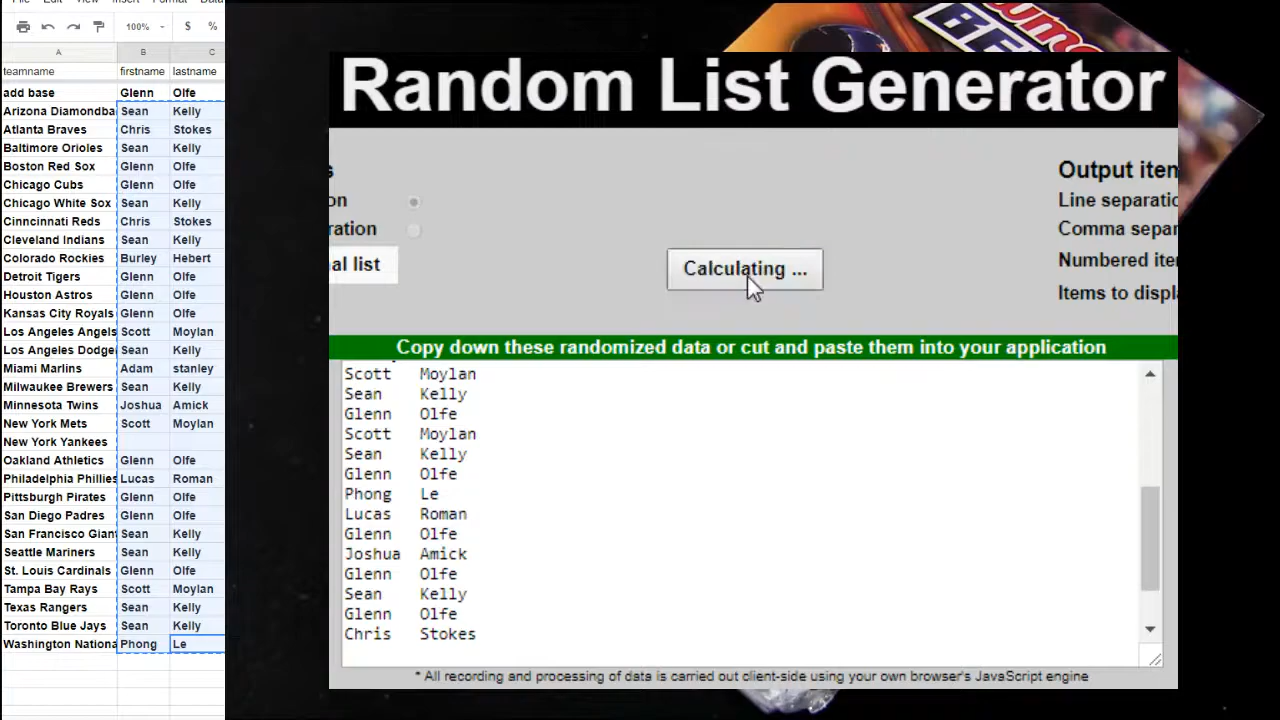 File Edit View Insert Format Data
100% $ %
A B C
teamname firstname lastname
add base Glenn Olfe
Arizona Diamondba Sean Kelly
Atlanta Braves Chris Stokes
Baltimore Orioles Sean Kelly
Boston Red Sox Glenn Olfe
Chicago Cubs Glenn Olfe
Chicago White Sox Sean Kelly
Cinncinnati Reds Chris Stokes
Cleveland Indians Sean Kelly
Colorado Rockies Burley Hebert
Detroit Tigers Glenn Olfe
Houston Astros Glenn Olfe
Kansas City Royals Glenn Olfe
Los Angeles Angels Scott Moylan
Los Angeles Dodge Sean Kelly
Miami Marlins Adam stanley
Milwaukee Brewers Sean Kelly
Minnesota Twins Joshua Amick
New York Mets Scott Moylan
New York Yankees
Oakland Athletics Glenn Olfe
Philadelphia Phillies Lucas Roman
Pittsburgh Pirates Glenn Olfe
San Diego Padres Glenn Olfe
San Francisco Giant Sean Kelly
Seattle Mariners Sean Kelly
St. Louis Cardinals Glenn Olfe
Tampa Bay Rays Scott Moylan
Texas Rangers Sean Kelly
Toronto Blue Jays Sean Kelly
Washington Nationa Phong Le
Random List Generator
s
on
ration
al list
Calculating ...
Output item
Line separatio
Comma separ
Numbered iter
Items to displa
Copy down these randomized data or cut and paste them into your application
Scott Moylan
Sean Kelly
Glenn Olfe
Scott Moylan
Sean Kelly
Glenn Olfe
Phong Le
Lucas Roman
Glenn Olfe
Joshua Amick
Glenn Olfe
Sean Kelly
Glenn Olfe
Chris Stokes
* All recording and processing of data is carried out client-side using your own browser's JavaScript engine